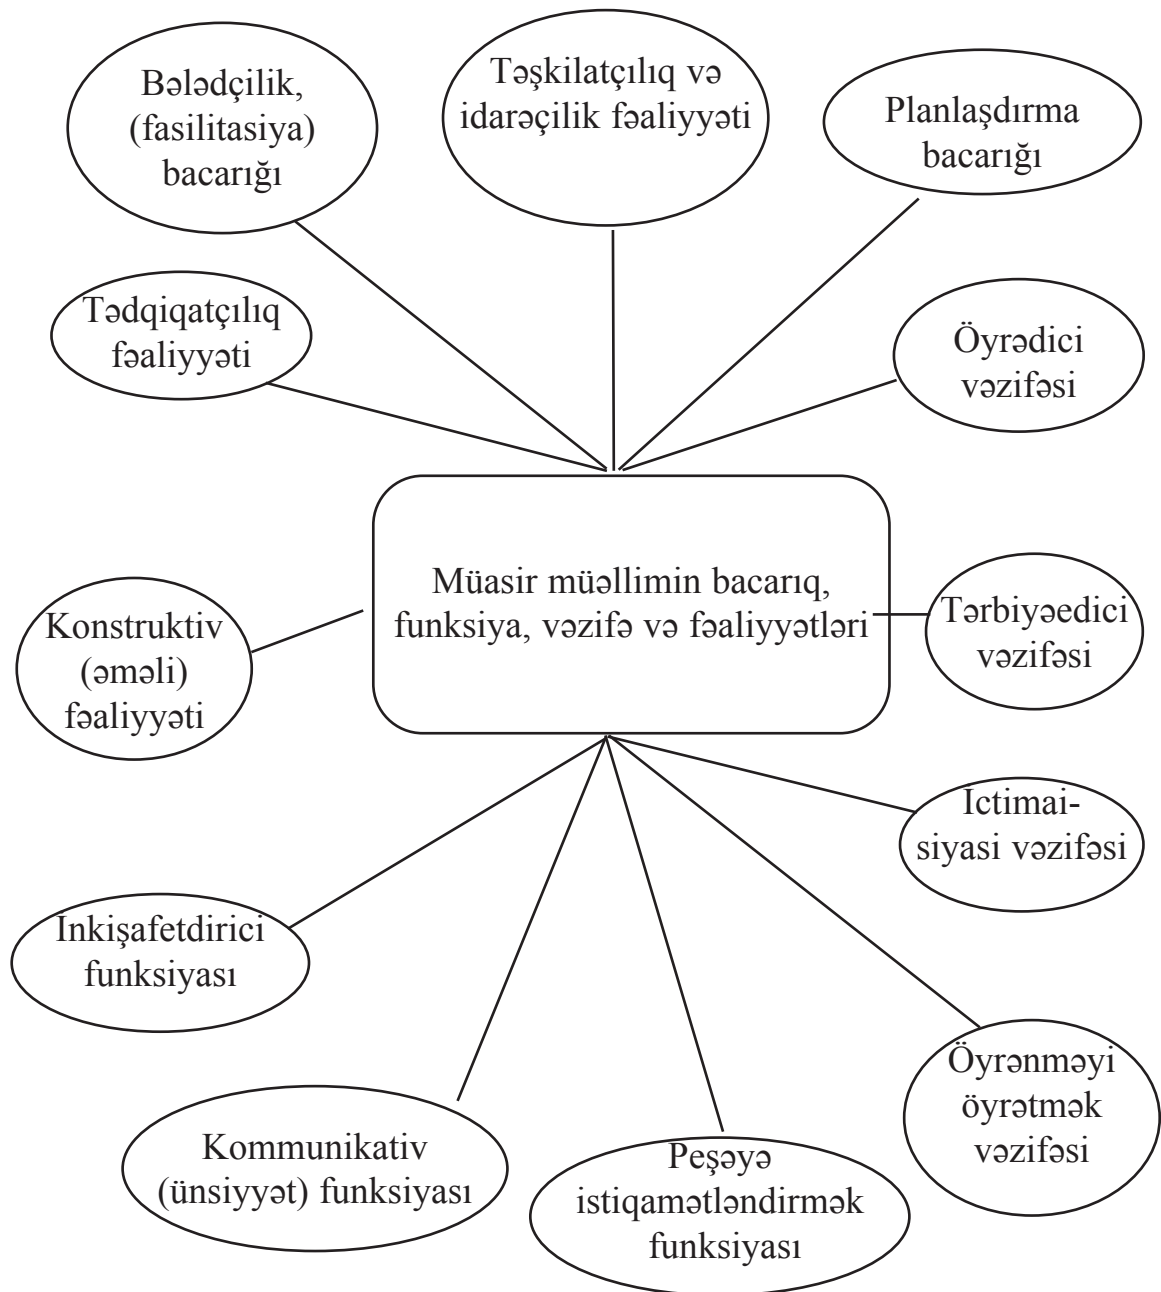 Bələdçilik,
(fasilitasiya)
bacarığı
Təşkilatçılıq və
idarəçilik fəaliyyəti
Planlaşdırma
bacarığı
Tədqiqatçılıq
fəaliyyəti
Öyrədici
vəzifəsi
Müasir müəllimin bacarıq,
funksiya, vəzifə və fəaliyyətləri
Konstruktiv
(əməli)
fəaliyyəti
Tərbiyəedici
vəzifəsi
İctimai-
siyasi vəzifəsi
Inkişafetdirici
funksiyası
Öyrənməyi
öyrətmək
vəzifəsi
Kommunikativ
(ünsiyyət) funksiyası
Peşəyə
istiqamətləndirmək
funksiyası